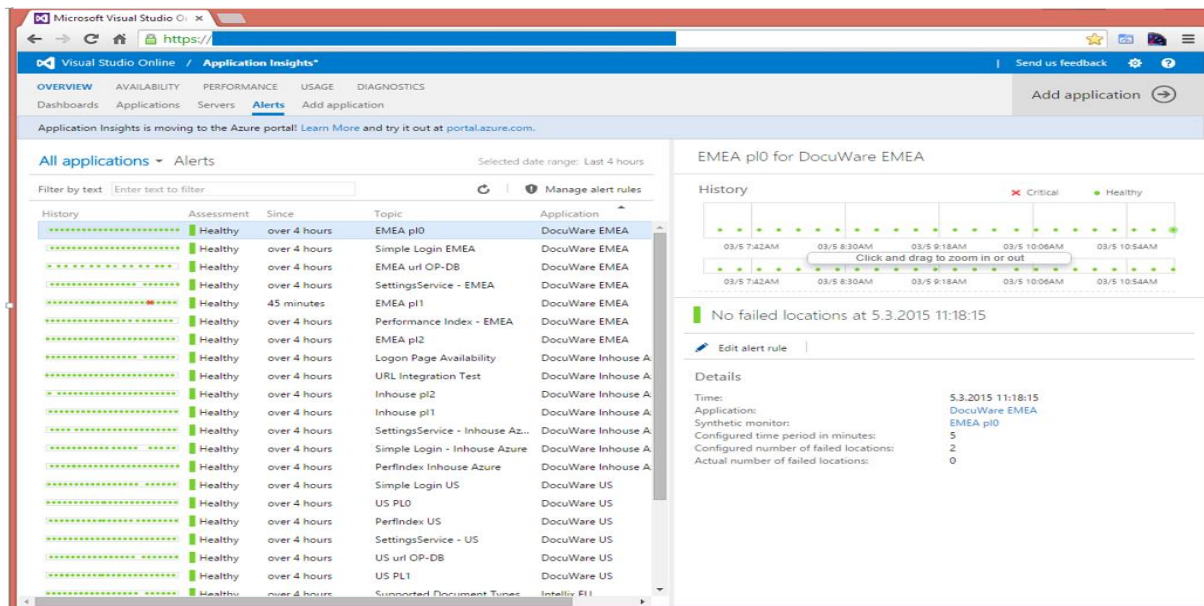 Microsoft Visual Studio O
https://
Visual Studio Online / Application Insights*
Send us feedback
OVERVIEW AVAILABILITY PERFORMANCE USAGE DIAGNOSTICS
Dashboards Applications Servers Alerts Add application
Add application
Application Insights is moving to the Azure portal! Learn More and try it out at portal.azure.com.
All applications Alerts
Selected date range: Last 4 hours
Filter by text Enter text to filter
Manage alert rules
History Assessment Since Topic Application
Healthy over 4 hours EMEA pl0 DocuWare EMEA
Healthy over 4 hours Simple Login EMEA DocuWare EMEA
Healthy over 4 hours EMEA url OP-DB DocuWare EMEA
Healthy over 4 hours SettingsService - EMEA DocuWare EMEA
Healthy 45 minutes EMEA pl1 DocuWare EMEA
Healthy over 4 hours Performance Index - EMEA DocuWare EMEA
Healthy over 4 hours EMEA pl2 DocuWare EMEA
Healthy over 4 hours Logon Page Availability DocuWare Inhouse A
Healthy over 4 hours URL Integration Test DocuWare Inhouse A
Healthy over 4 hours Inhouse pl2 DocuWare Inhouse A
Healthy over 4 hours Inhouse pl1 DocuWare Inhouse A
Healthy over 4 hours SettingsService - Inhouse Az... DocuWare Inhouse A
Healthy over 4 hours Simple Login - Inhouse Azure DocuWare Inhouse A
Healthy over 4 hours PerfIndex Inhouse Azure DocuWare Inhouse A
Healthy over 4 hours Simple Login US DocuWare US
Healthy over 4 hours US PL0 DocuWare US
Healthy over 4 hours PerfIndex US DocuWare US
Healthy over 4 hours SettingsService - US DocuWare US
Healthy over 4 hours US url OP-DB DocuWare US
Healthy over 4 hours US PL1 DocuWare US
Healthy over 4 hours Supported Document Types Intellix EU
EMEA pl0 for DocuWare EMEA
History
Critical Healthy
03/5 7:42AM 03/5 8:30AM 03/5 9:18AM 03/5 10:06AM 03/5 10:54AM
Click and drag to zoom in or out
03/5 7:42AM 03/5 8:30AM 03/5 9:18AM 03/5 10:06AM 03/5 10:54AM
No failed locations at 5.3.2015 11:18:15
Edit alert rule
Details
Time: 5.3.2015 11:18:15
Application: DocuWare EMEA
Synthetic monitor: EMEA pl0
Configured time period in minutes: 5
Configured number of failed locations: 2
Actual number of failed locations: 0